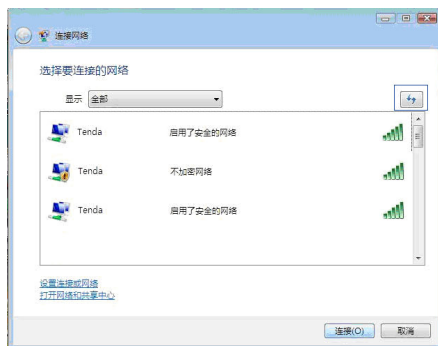 连接网络
选择要连接的网络
显示 全部
Tenda 启用了安全的网络
Tenda 不加密网络
Tenda 启用了安全的网络
设置连接或网络
打开网络和共享中心
连接(O) 取消